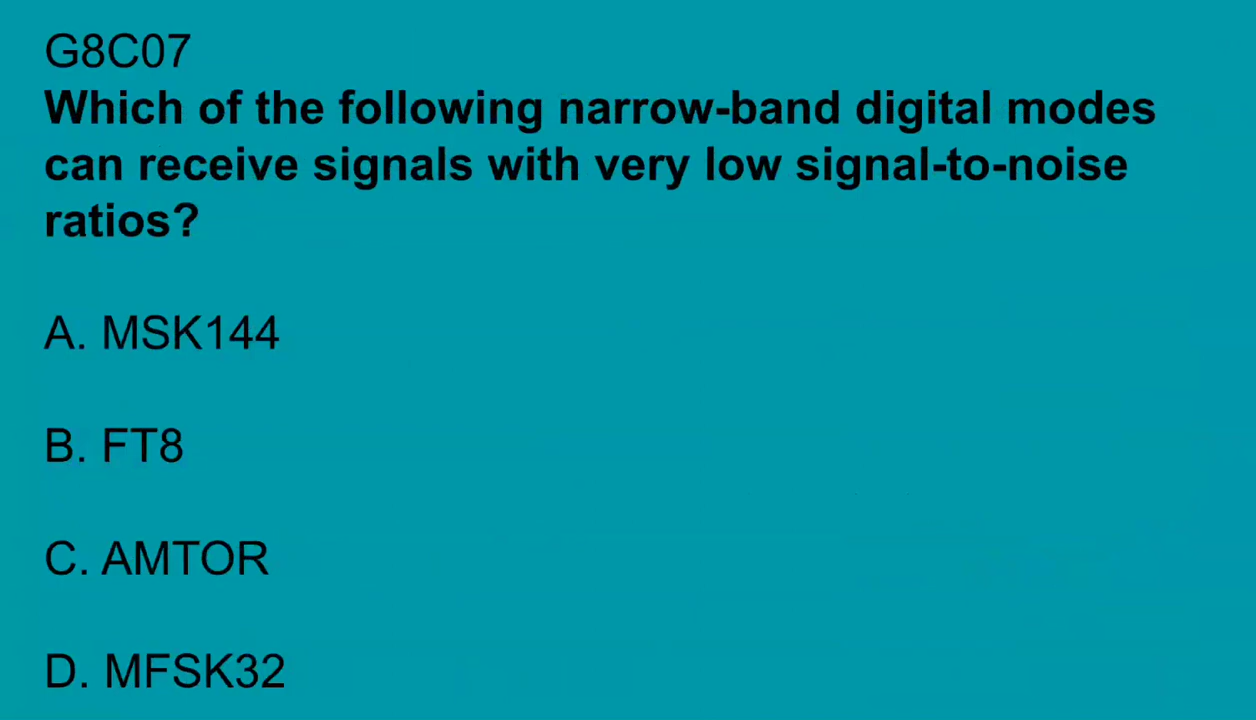 G8C07
Which of the following narrow-band digital modes
can receive signals with very low signal-to-noise
ratios?
A. MSK144
B. FT8
C. AMTOR
D. MFSK32